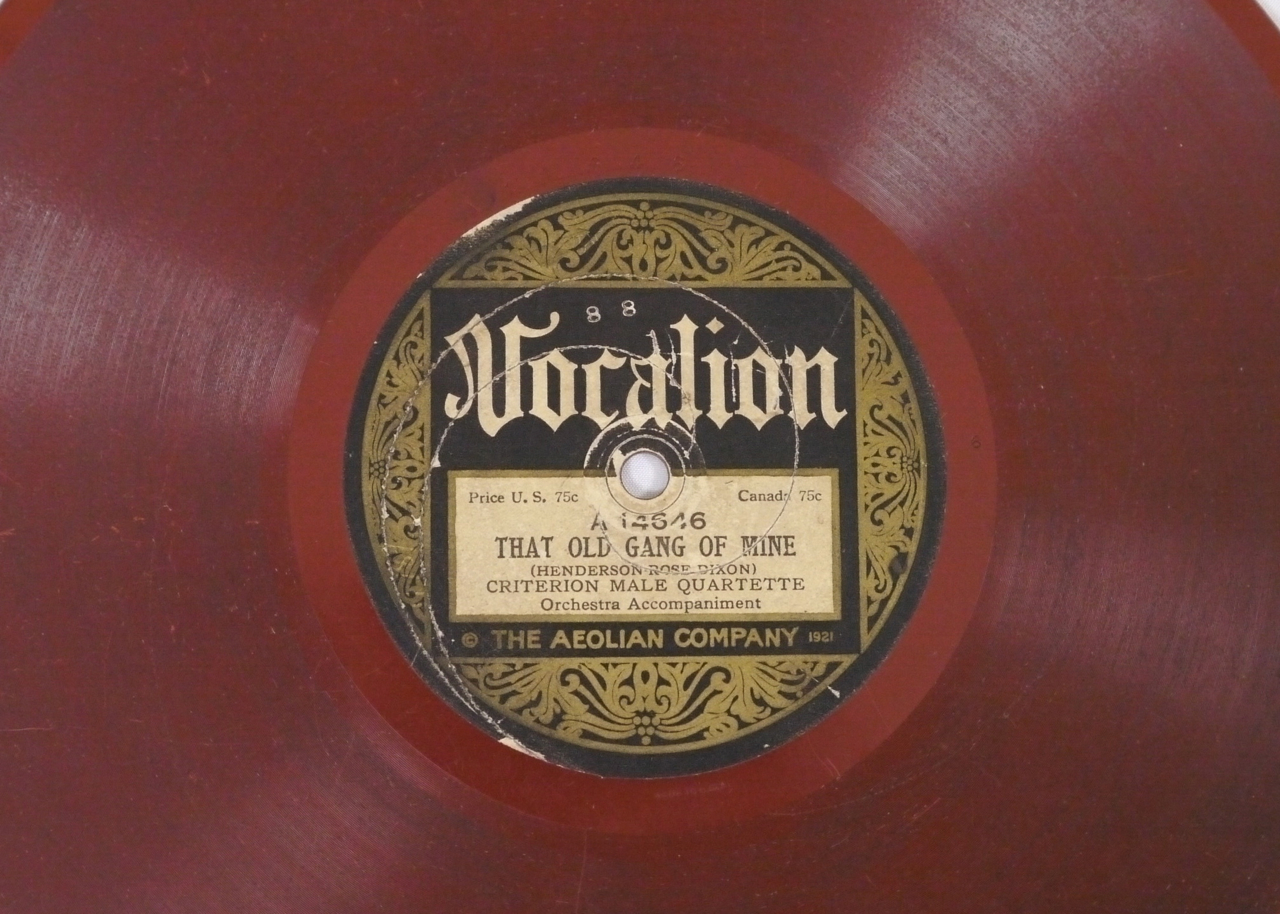 8 8
Vocalion
Price U. S. 75c Canada 75c
A 14646
THAT OLD GANG OF MINE
(HENDERSON-ROSE-DIXON)
CRITERION MALE QUARTETTE
Orchestra Accompaniment
© THE AEOLIAN COMPANY 1921